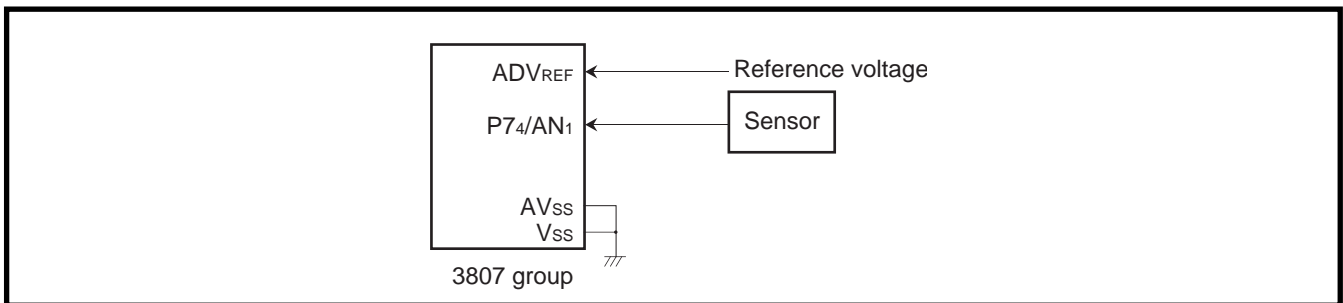 ADVREF
Reference voltage
P74/AN1
Sensor
AVSS
VSS
3807 group